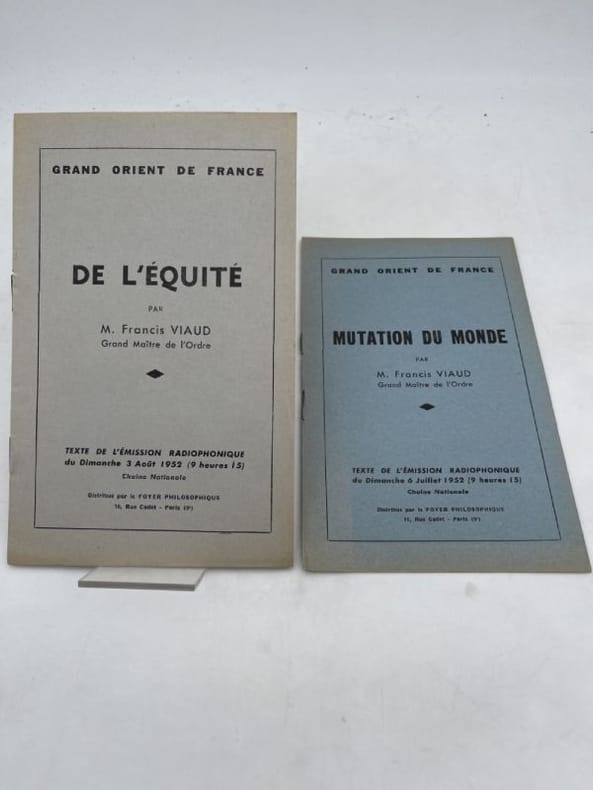 GRAND ORIENT DE FRANCE
DE L'ÉQUITÉ
PAR
M. Francis VIAUD
Grand Maître de l'Ordre
TEXTE DE L'ÉMISSION RADIOPHONIQUE
du Dimanche 3 Août 1952 (9 heures 15)
Chaîne Nationale
Distribué par le FOYER PHILOSOPHIQUE
16, Rue Cadet - Paris (9ᵉ)
GRAND ORIENT DE FRANCE
MUTATION DU MONDE
PAR
M. Francis VIAUD
Grand Maître de l'Ordre
TEXTE DE L'ÉMISSION RADIOPHONIQUE
du Dimanche 6 Juillet 1952 (9 heures 15)
Chaîne Nationale
Distribué par le FOYER PHILOSOPHIQUE
16, Rue Cadet - Paris (9ᵉ)